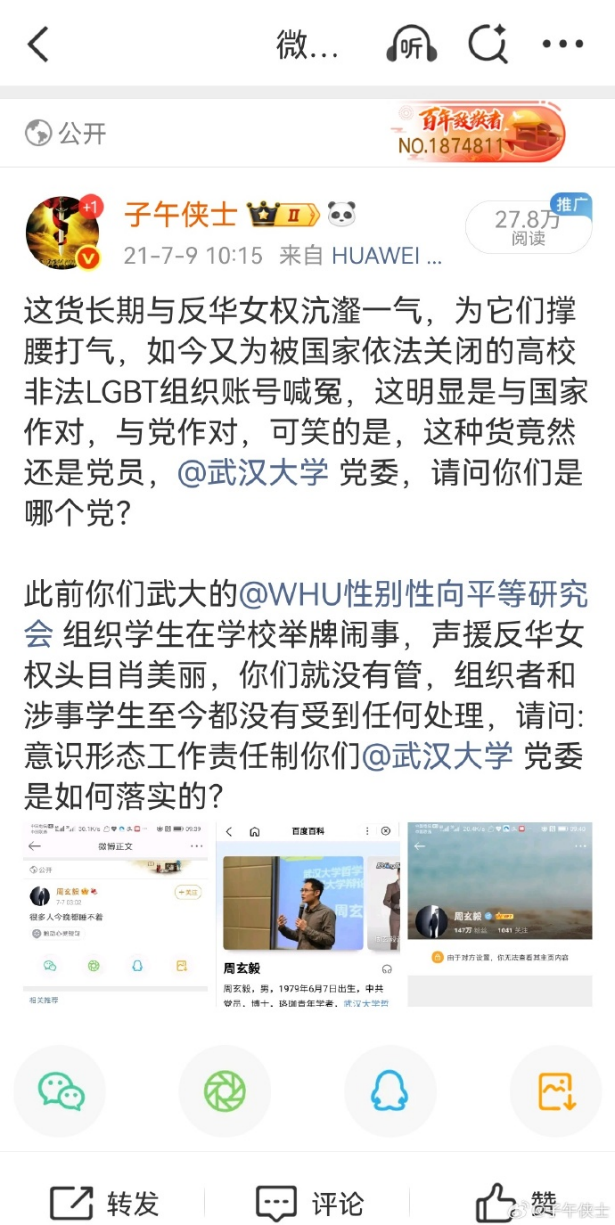 微...
听
公开
百年致敬者
NO.1874811
+1
子午侠士
II
27.8万
推广
阅读
21-7-9 10:15 来自 HUAWEI ...
这货长期与反华女权沆瀣一气，为它们撑
腰打气，如今又为被国家依法关闭的高校
非法LGBT组织账号喊冤，这明显是与国家
作对，与党作对，可笑的是，这种货竟然
还是党员，@武汉大学 党委，请问你们是
哪个党？
此前你们武大的@WHU性别性向平等研究
会 组织学生在学校举牌闹事，声援反华女
权头目肖美丽，你们就没有管，组织者和
涉事学生至今都没有受到任何处理，请问:
意识形态工作责任制你们@武汉大学 党委
是如何落实的？
微博正文
公开
周玄毅
+关注
7-7 03:02
很多人今晚都睡不着
相关推荐
百度百科
周玄毅
周玄毅，男，1979年6月7日出生，中共
党员，博士，珞珈青年学者，武汉大学哲
周玄毅
147万 粉丝 1041 关注
由于对方设置，你无法查看其主页内容
转发
评论
赞
@子午侠士